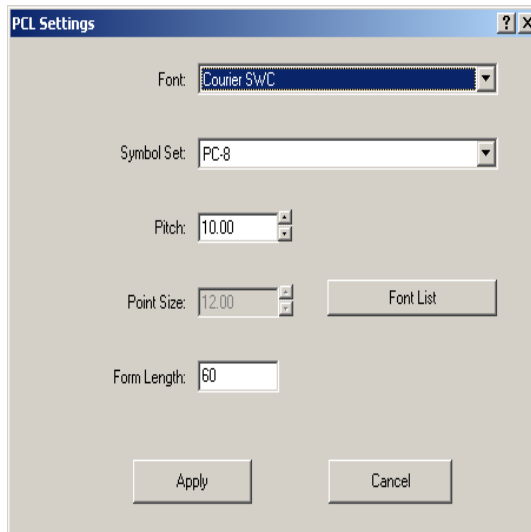 PCL Settings ? X
Font: Courier SWC
Symbol Set: PC-8
Pitch: 10.00
Point Size: 12.00 Font List
Form Length: 60
Apply Cancel